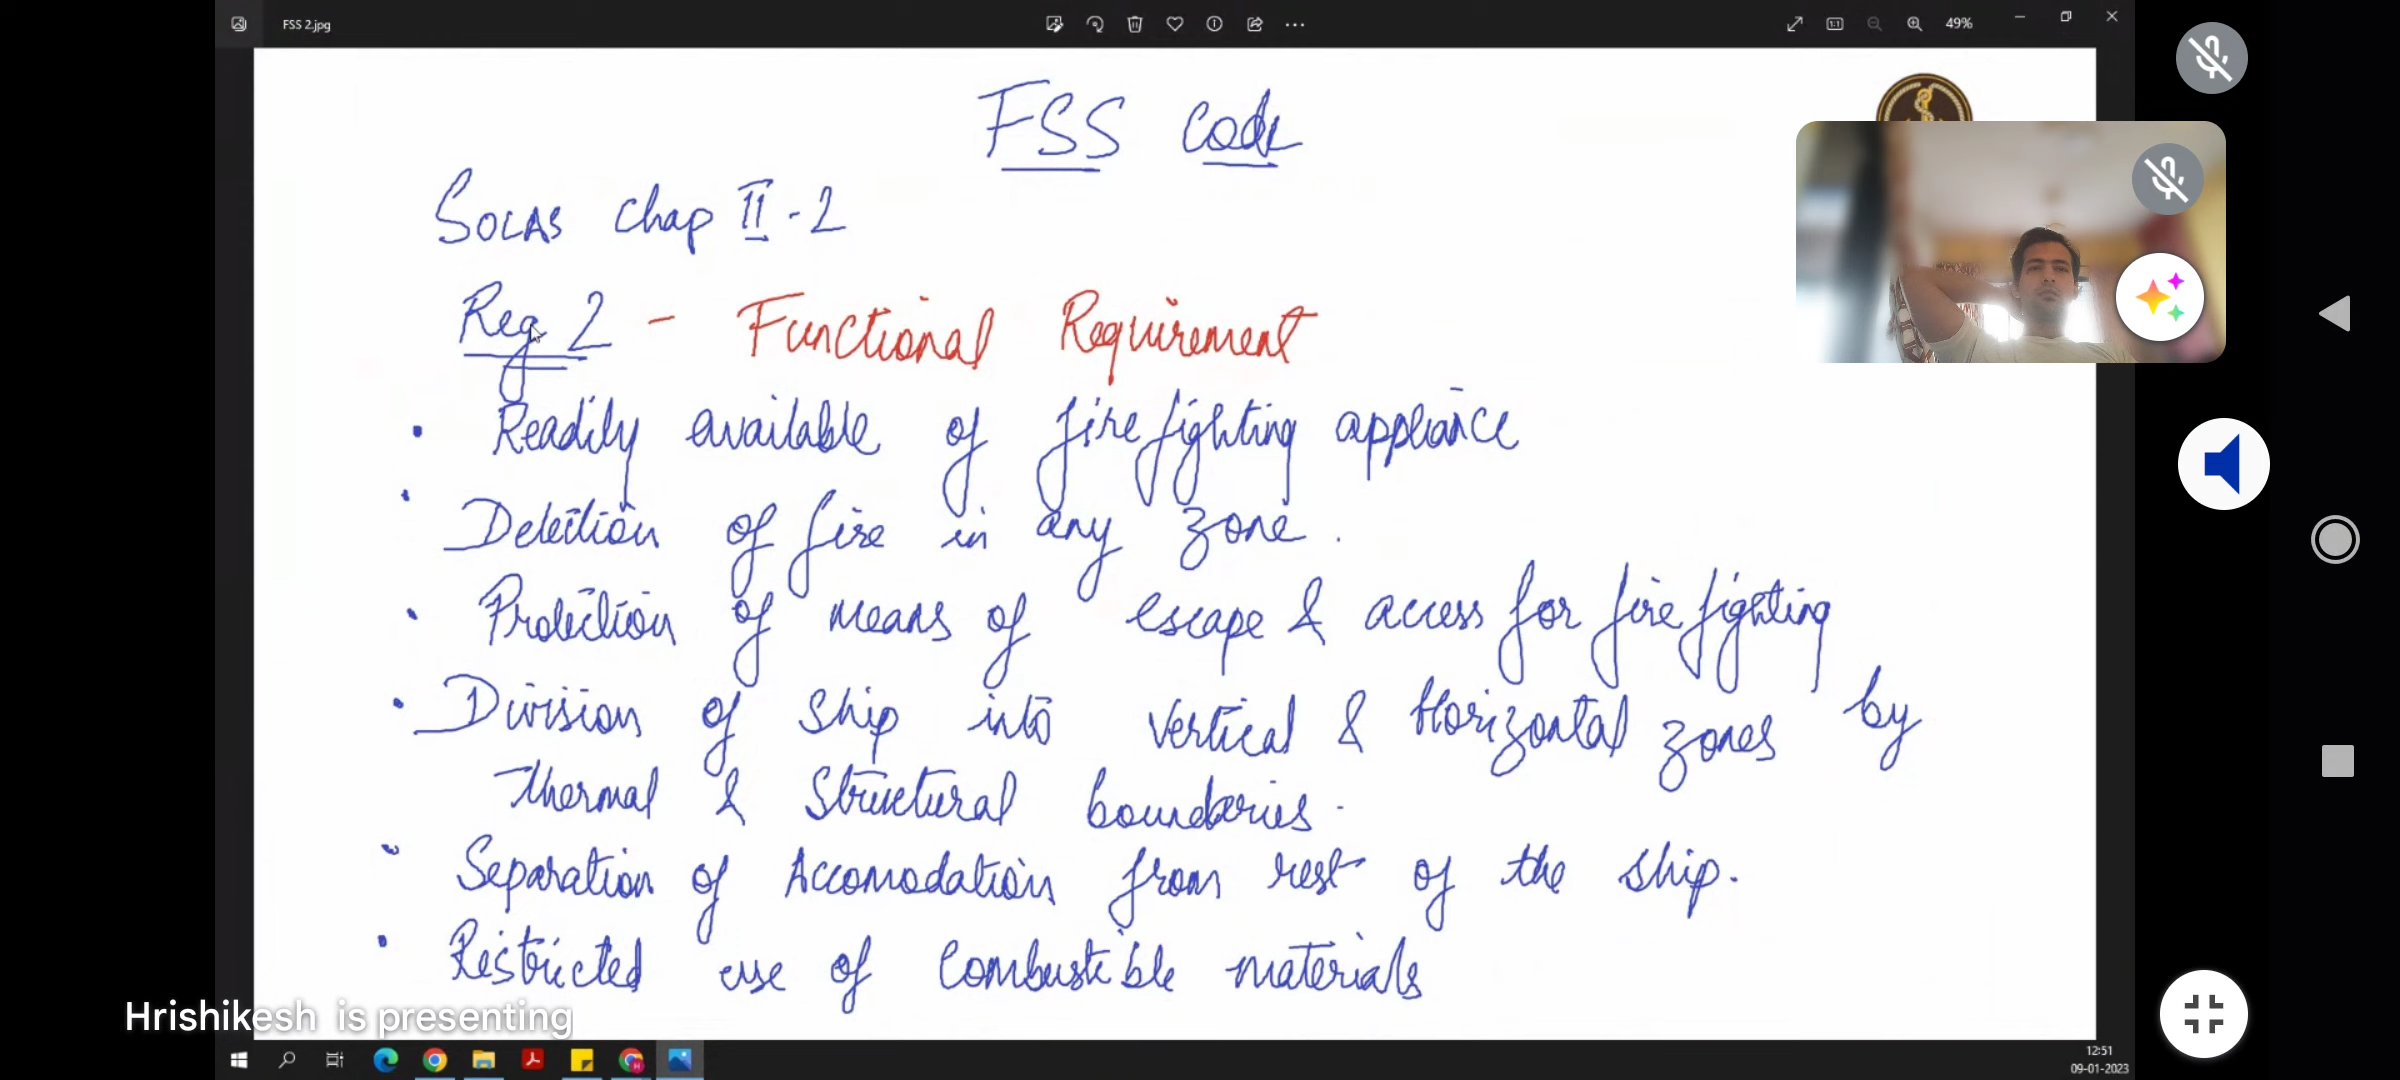 FSS 2.jpg
49%
FSS Code
SOLAS Chap II-2
Reg 2 - Functional Requirement
• Readily available of fire fighting appliance
• Detection of fire in any zone.
• Protection of means of escape & access for fire fighting
• Division of ship into Vertical & Horizontal zones by
Thermal & Structural boundaries.
• Separation of Accomodation from rest of the ship.
• Restricted use of Combustible materials
Hrishikesh is presenting
12:51
09-01-2023